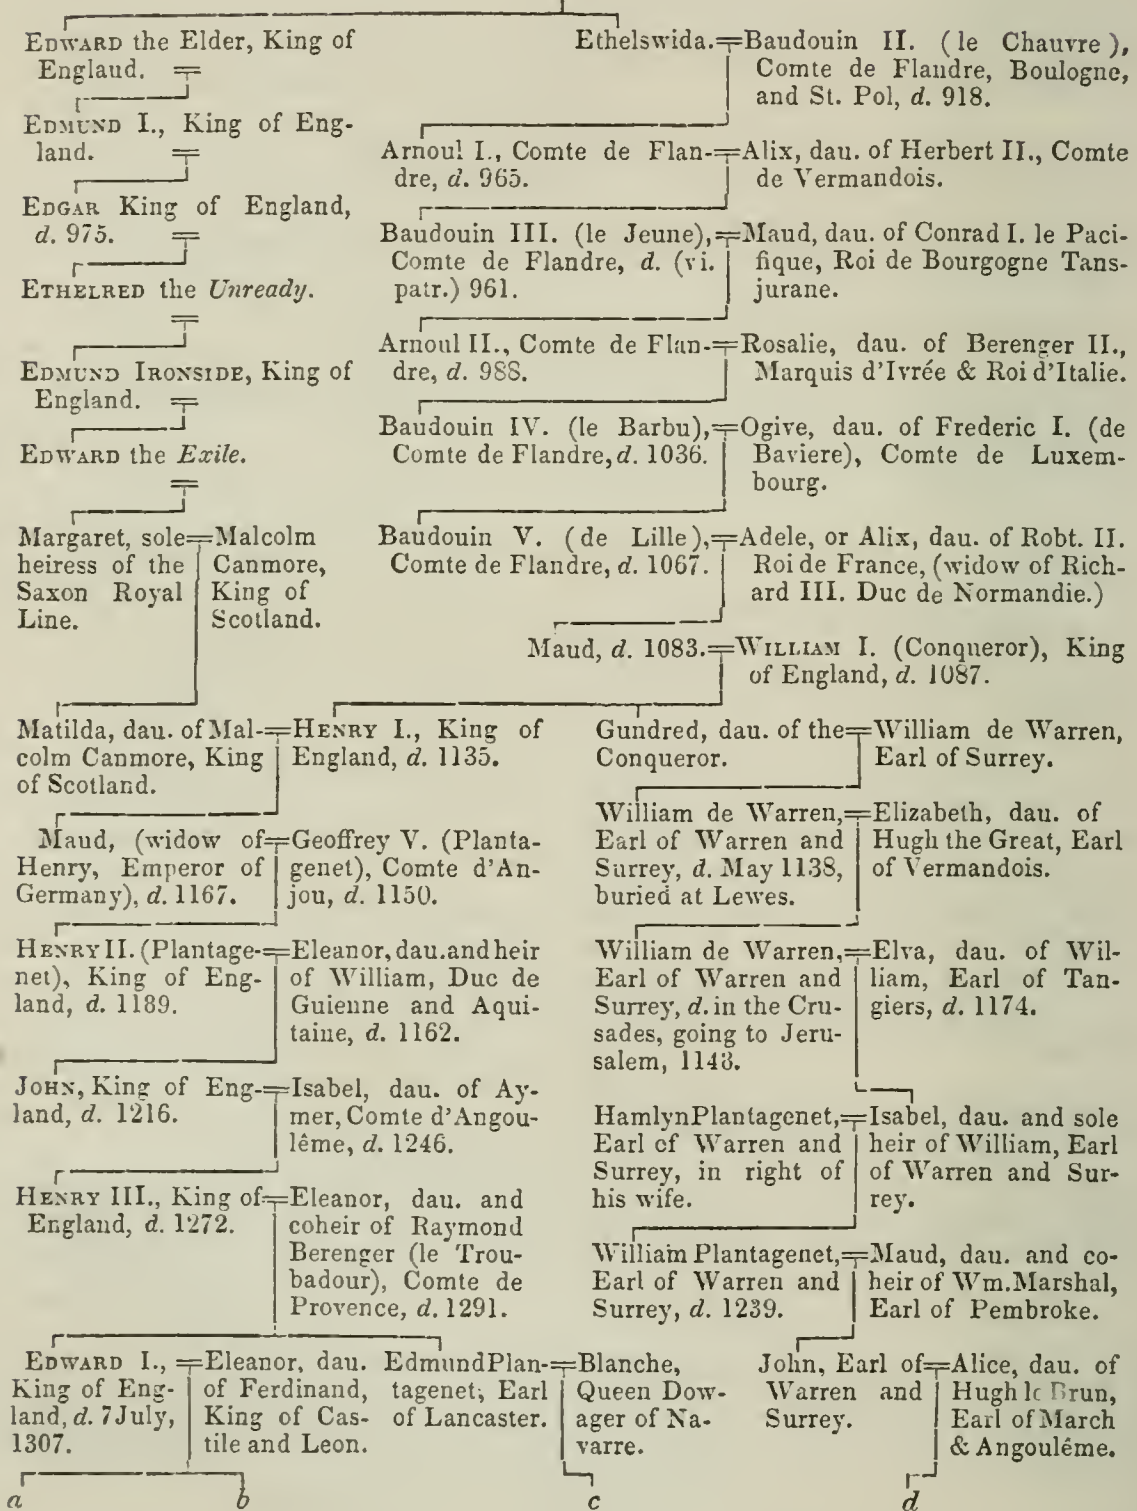 EDWARD the Elder, King of
Englaud.
EDMUND I., King of Eng-
land.
EDGAR King of England,
d. 975.
ETHELRED the Unready.
EDMUND IRONSIDE, King of
England.
EDWARD the Exile.
Margaret, sole
heiress of the
Saxon Royal
Line.
Malcolm
Canmore,
King of
Scotland.
Ethelswida.
Baudouin II. (le Chauvre),
Comte de Flandre, Boulogne,
and St. Pol, d. 918.
Arnoul I., Comte de Flan-
dre, d. 965.
Alix, dau. of Herbert II., Comte
de Vermandois.
Baudouin III. (le Jeune),
Comte de Flandre, d. (vi.
patr.) 961.
Maud, dau. of Conrad I. le Paci-
fique, Roi de Bourgogne Tans-
jurane.
Arnoul II., Comte de Flan-
dre, d. 988.
Rosalie, dau. of Berenger II.,
Marquis d'Ivrée & Roi d'Italie.
Baudouin IV. (le Barbu),
Comte de Flandre, d. 1036.
Ogive, dau. of Frederic I. (de
Baviere), Comte de Luxem-
bourg.
Baudouin V. (de Lille),
Comte de Flandre, d. 1067.
Adele, or Alix, dau. of Robt. II.
Roi de France, (widow of Rich-
ard III. Duc de Normandie.)
Maud, d. 1083.
WILLIAM I. (Conqueror), King
of England, d. 1087.
Matilda, dau. of Mal-
colm Canmore, King
of Scotland.
HENRY I., King of
England, d. 1135.
Maud, (widow of
Henry, Emperor of
Germany), d. 1167.
Geoffrey V. (Planta-
genet), Comte d'An-
jou, d. 1150.
HENRY II. (Plantage-
net), King of Eng-
land, d. 1189.
Eleanor, dau. and heir
of William, Duc de
Guienne and Aqui-
taine, d. 1162.
JOHN, King of Eng-
land, d. 1216.
Isabel, dau. of Ay-
mer, Comte d'Angou-
lême, d. 1246.
HENRY III., King of
England, d. 1272.
Eleanor, dau. and
coheir of Raymond
Berenger (le Trou-
badour), Comte de
Provence, d. 1291.
Gundred, dau. of the
Conqueror.
William de Warren,
Earl of Surrey.
William de Warren,
Earl of Warren and
Surrey, d. May 1138,
buried at Lewes.
Elizabeth, dau. of
Hugh the Great, Earl
of Vermandois.
William de Warren,
Earl of Warren and
Surrey, d. in the Cru-
sades, going to Jeru-
salem, 1143.
Elva, dau. of Wil-
liam, Earl of Tan-
giers, d. 1174.
Hamlyn Plantagenet,
Earl of Warren and
Surrey, in right of
his wife.
Isabel, dau. and sole
heir of William, Earl
of Warren and Sur-
rey.
William Plantagenet,
Earl of Warren and
Surrey, d. 1239.
Maud, dau. and co-
heir of Wm. Marshal,
Earl of Pembroke.
EDWARD I.,
King of Eng-
land, d. 7 July,
1307.
Eleanor, dau.
of Ferdinand,
King of Cas-
tile and Leon.
Edmund Plan-
tagenet, Earl
of Lancaster.
Blanche,
Queen Dow-
ager of Na-
varre.
John, Earl of
Warren and
Surrey.
Alice, dau. of
Hugh le Brun,
Earl of March
& Angoulême.
a b c d